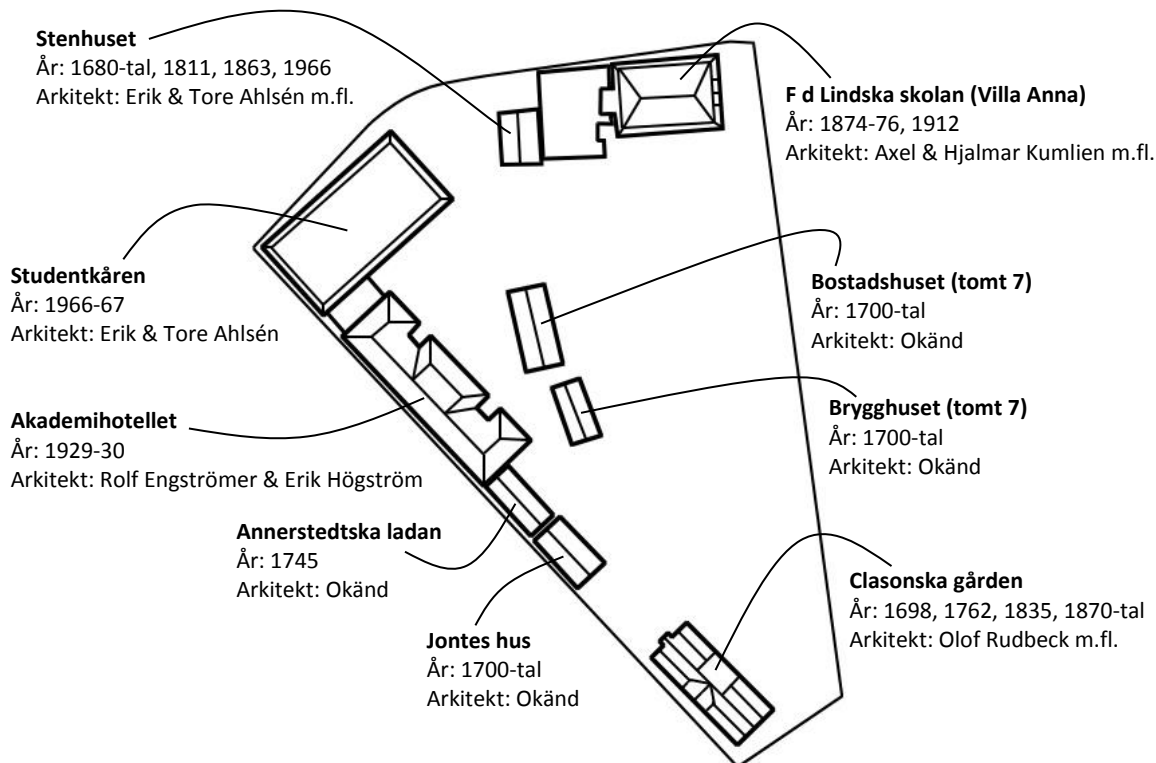 Stenhuset
År: 1680-tal, 1811, 1863, 1966
Arkitekt: Erik & Tore Ahlsén m.fl.
F d Lindska skolan (Villa Anna)
År: 1874-76, 1912
Arkitekt: Axel & Hjalmar Kumlien m.fl.
Studentkåren
År: 1966-67
Arkitekt: Erik & Tore Ahlsén
Bostadshuset (tomt 7)
År: 1700-tal
Arkitekt: Okänd
Akademihotellet
År: 1929-30
Arkitekt: Rolf Engströmer & Erik Högström
Brygghuset (tomt 7)
År: 1700-tal
Arkitekt: Okänd
Annerstedtska ladan
År: 1745
Arkitekt: Okänd
Clasonska gården
År: 1698, 1762, 1835, 1870-tal
Arkitekt: Olof Rudbeck m.fl.
Jontes hus
År: 1700-tal
Arkitekt: Okänd